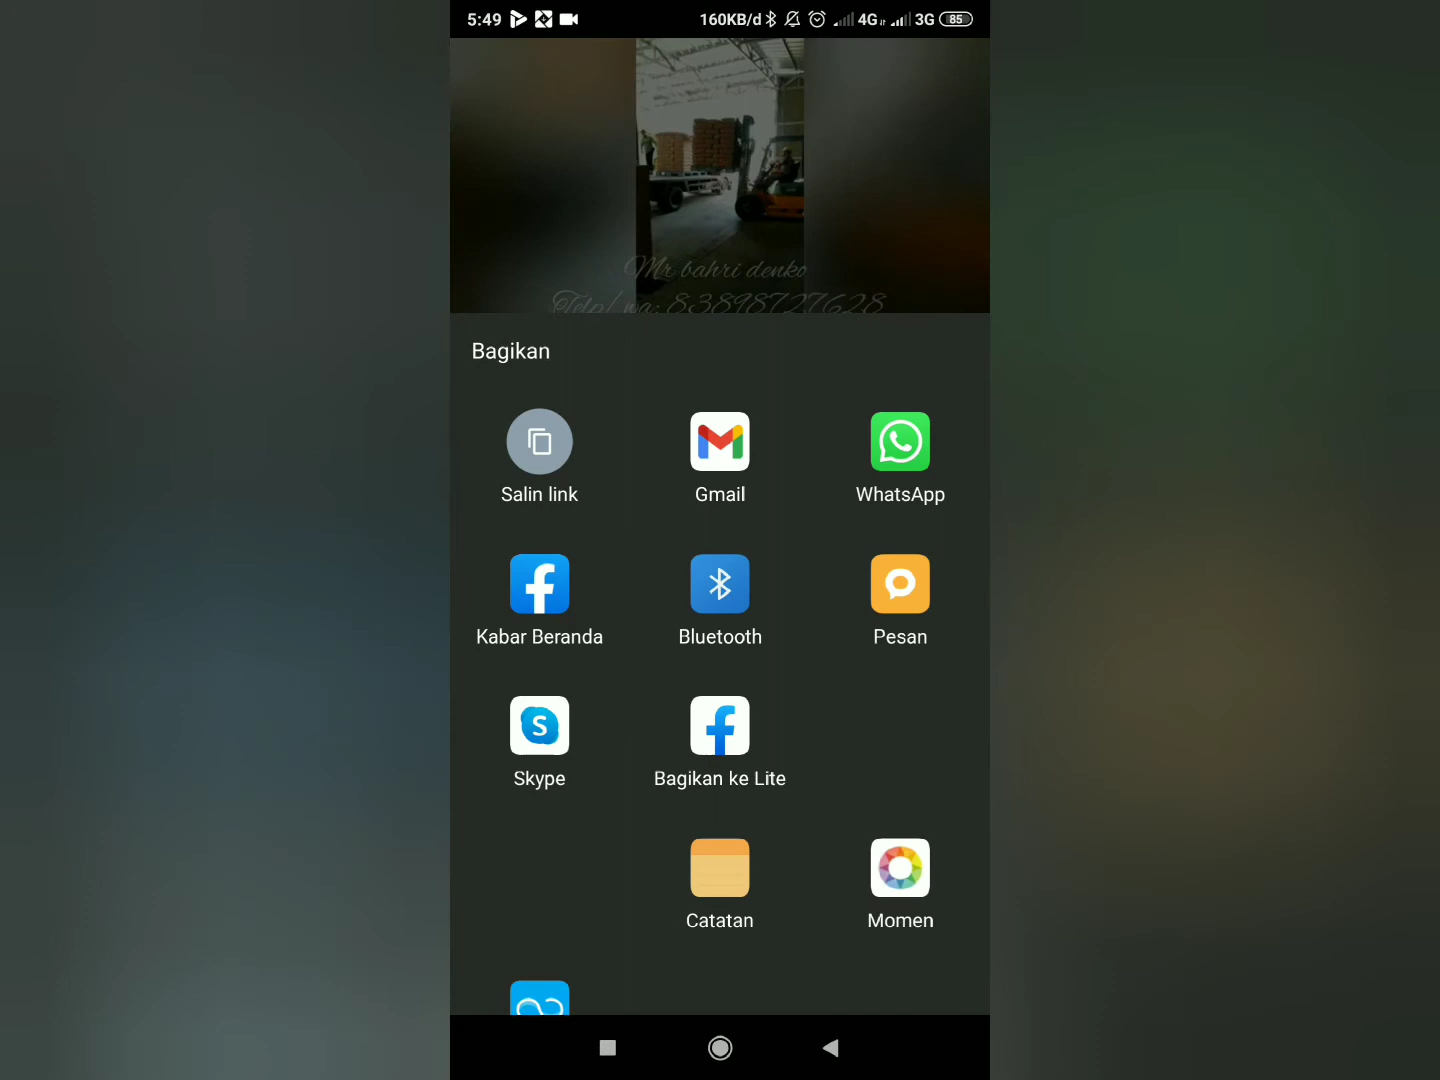 5:49 160KB/d 4G 3G 85
Mr bahri denko
Telp/wa: 83898727628
Bagikan
Salin link Gmail WhatsApp
Kabar Beranda Bluetooth Pesan
S
Skype Bagikan ke Lite
Catatan Momen